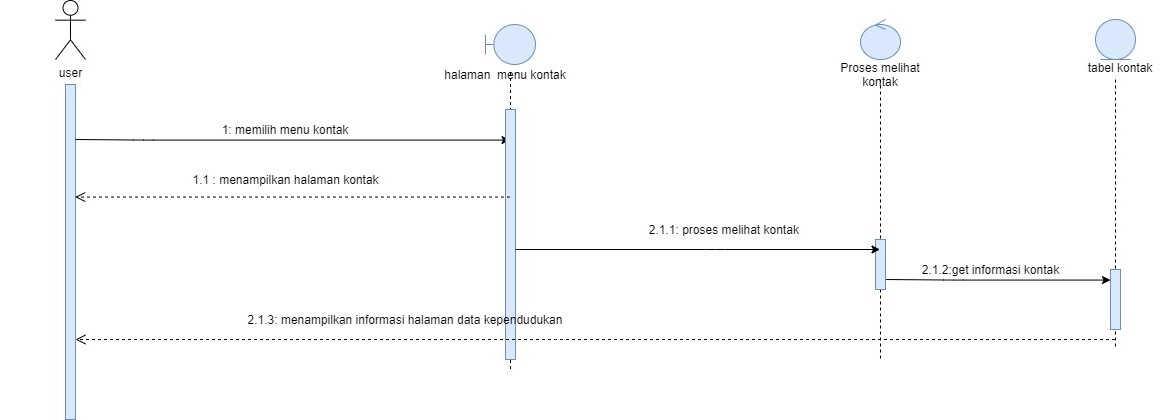 user
halaman menu kontak
Proses melihat
kontak
tabel kontak
1: memilih menu kontak
1.1 : menampilkan halaman kontak
2.1.1: proses melihat kontak
2.1.2:get informasi kontak
2.1.3: menampilkan informasi halaman data kependudukan